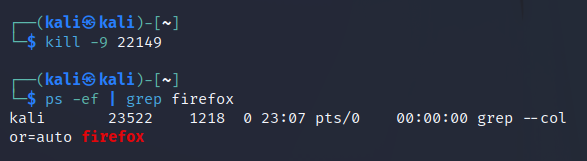 ┌──(kali㉿kali)-[~]
└─$ kill -9 22149
┌──(kali㉿kali)-[~]
└─$ ps -ef | grep firefox
kali       23522    1218  0 23:07 pts/0    00:00:00 grep --col
or=auto firefox